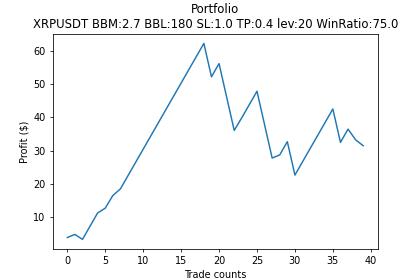 Portfolio
XRPUSDT BBM:2.7 BBL:180 SL:1.0 TP:0.4 lev:20 WinRatio:75.0
60
50
40
30
20
10
Profit ($)
0 5 10 15 20 25 30 35 40
Trade counts